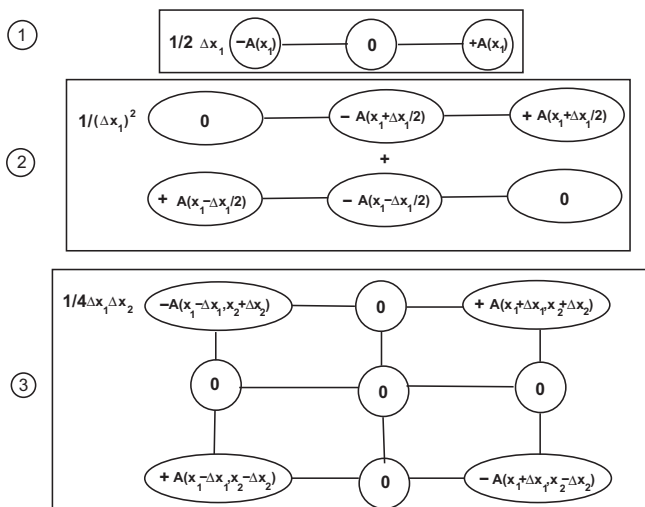 1
1/2 Δx₁ −A(x₁) 0 +A(x₁)
1/(Δx₁)² 0 − A(x₁+Δx₁/2) + A(x₁+Δx₁/2)
2
+
+ A(x₁−Δx₁/2) − A(x₁−Δx₁/2) 0
1/4Δx₁Δx₂ −A(x₁−Δx₁,x₂+Δx₂) 0 + A(x₁+Δx₁,x₂+Δx₂)
3
0 0 0
+ A(x₁−Δx₁,x₂−Δx₂) 0 − A(x₁+Δx₁,x₂−Δx₂)